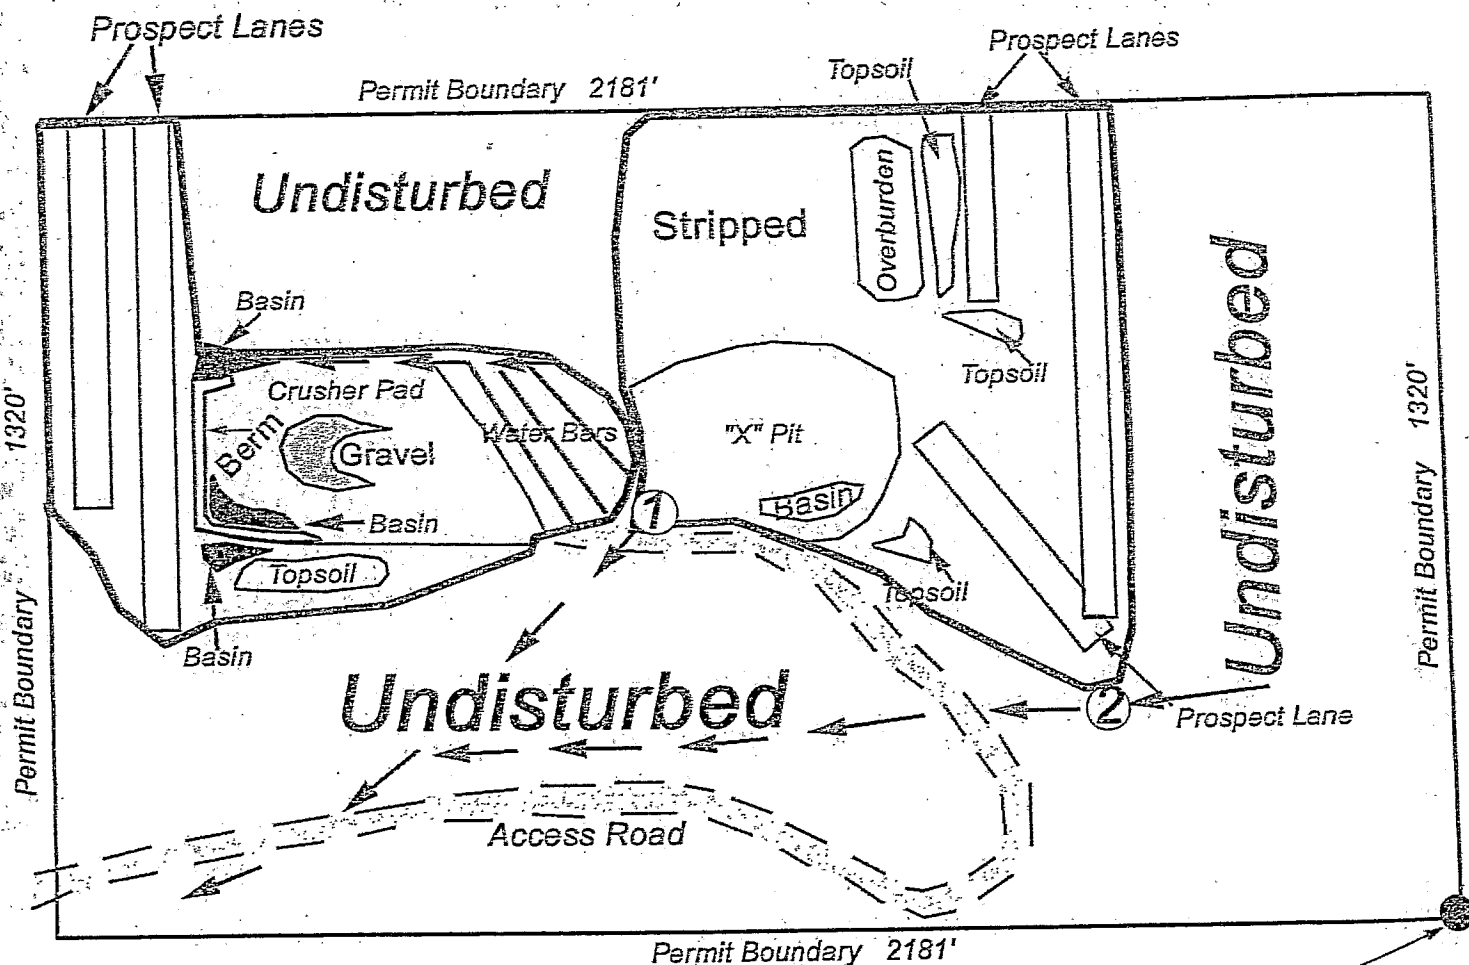 Prospect Lanes
Prospect Lanes
Permit Boundary 2181'
Topsoil
Undisturbed
Stripped
Overburden
Undisturbed
Basin
Topsoil
Crusher Pad
Water Bars
"X" Pit
Berm
Gravel
1320'
Permit Boundary
1320'
Permit Boundary
Basin
Basin
1
Topsoil
Topsoil
Basin
Undisturbed
2
Prospect Lane
Access Road
Permit Boundary 2181'